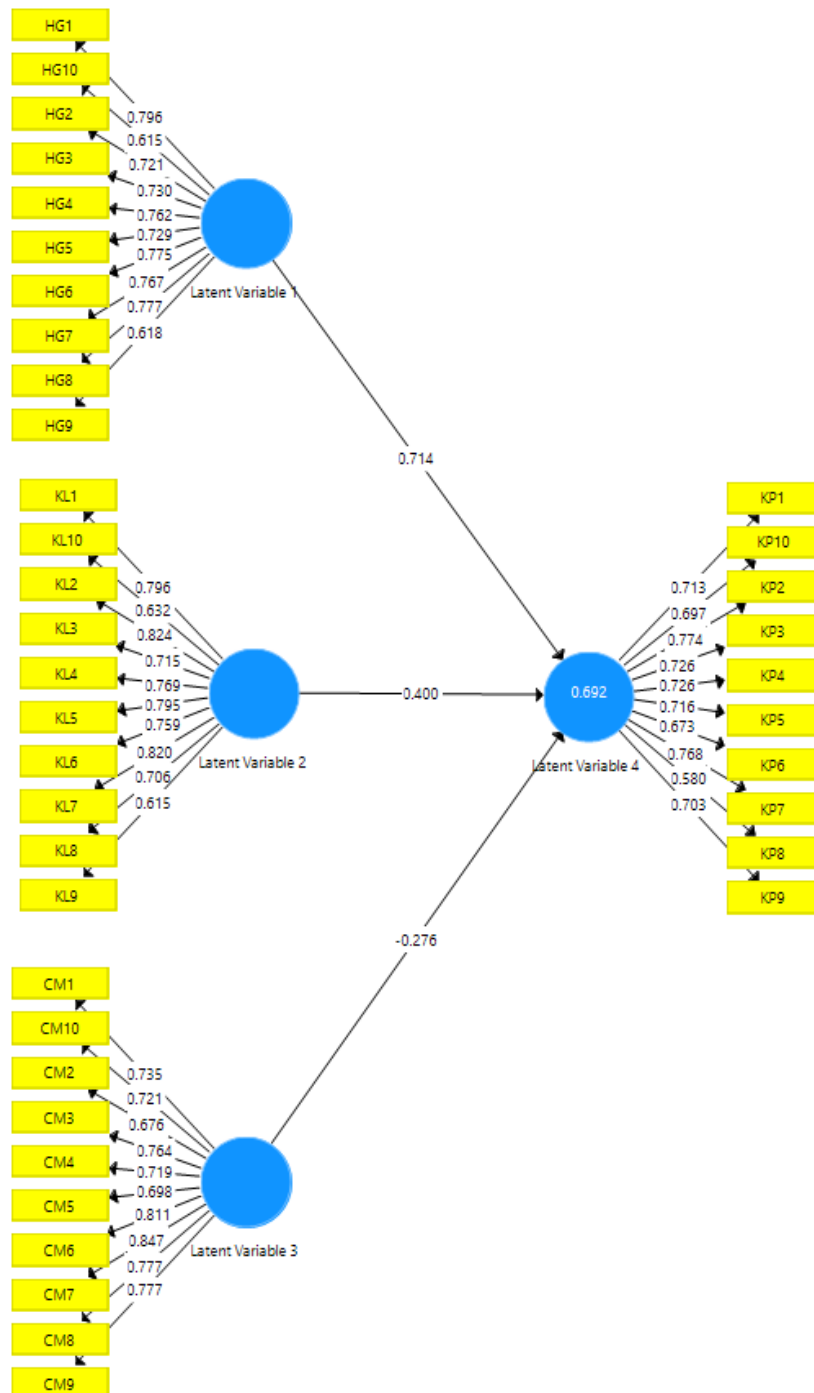 HG1
HG10
HG2
HG3
HG4
HG5
HG6
HG7
HG8
HG9
0.796
0.615
0.721
0.730
0.762
0.729
0.775
0.767
0.777
0.618
Latent Variable 1
0.714
KL1
KL10
KL2
KL3
KL4
KL5
KL6
KL7
KL8
KL9
0.796
0.632
0.824
0.715
0.769
0.795
0.759
0.820
0.706
0.615
Latent Variable 2
0.400
0.692
Latent Variable 4
0.713
0.697
0.774
0.726
0.726
0.716
0.673
0.768
0.580
0.703
KP1
KP10
KP2
KP3
KP4
KP5
KP6
KP7
KP8
KP9
-0.276
CM1
CM10
CM2
CM3
CM4
CM5
CM6
CM7
CM8
CM9
0.735
0.721
0.676
0.764
0.719
0.698
0.811
0.847
0.777
0.777
Latent Variable 3